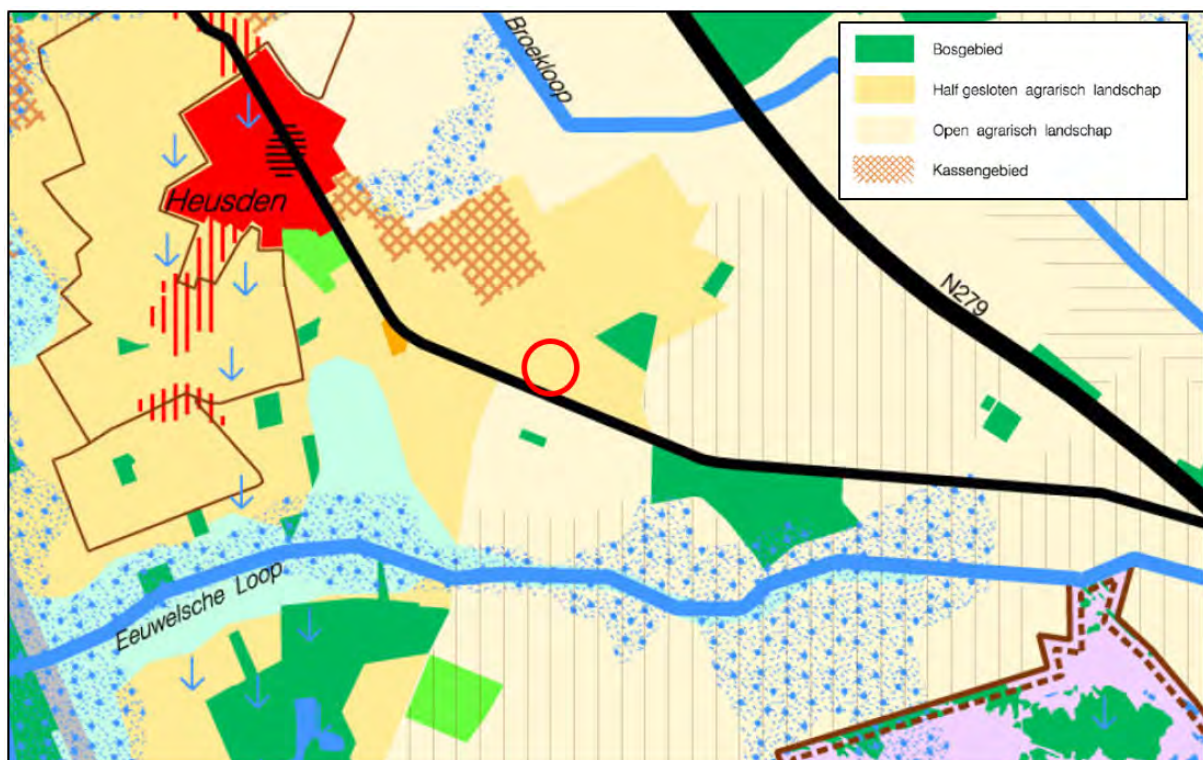 Broekloop
Bosgebied
Half gesloten agrarisch landschap
Open agrarisch landschap
Kassengebied
Heusden
N279
Eeuwelsche Loop